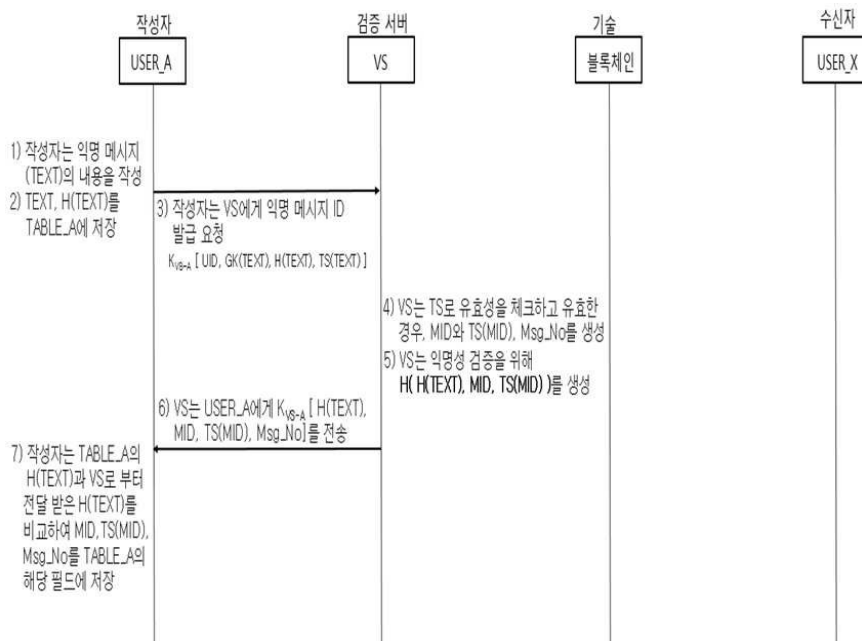 작성자
검증 서버
기술
수신자
USER_A
VS
블록체인
USER_X
1) 작성자는 익명 메시지
(TEXT)의 내용을 작성
2) TEXT, H(TEXT)를
TABLE_A에 저장
3) 작성자는 VS에게 익명 메시지 ID
발급 요청
K_VS-A [ UID, GK(TEXT), H(TEXT), TS(TEXT) ]
4) VS는 TS로 유효성을 체크하고 유효한
경우, MID와 TS(MID), Msg_No를 생성
5) VS는 익명성 검증을 위해
H( H(TEXT), MID, TS(MID) )를 생성
6) VS는 USER_A에게 K_VS-A [ H(TEXT),
MID, TS(MID), Msg_No]를 전송
7) 작성자는 TABLE_A의
H(TEXT)과 VS로 부터
전달 받은 H(TEXT)를
비교하여 MID, TS(MID),
Msg_No를 TABLE_A의
해당 필드에 저장